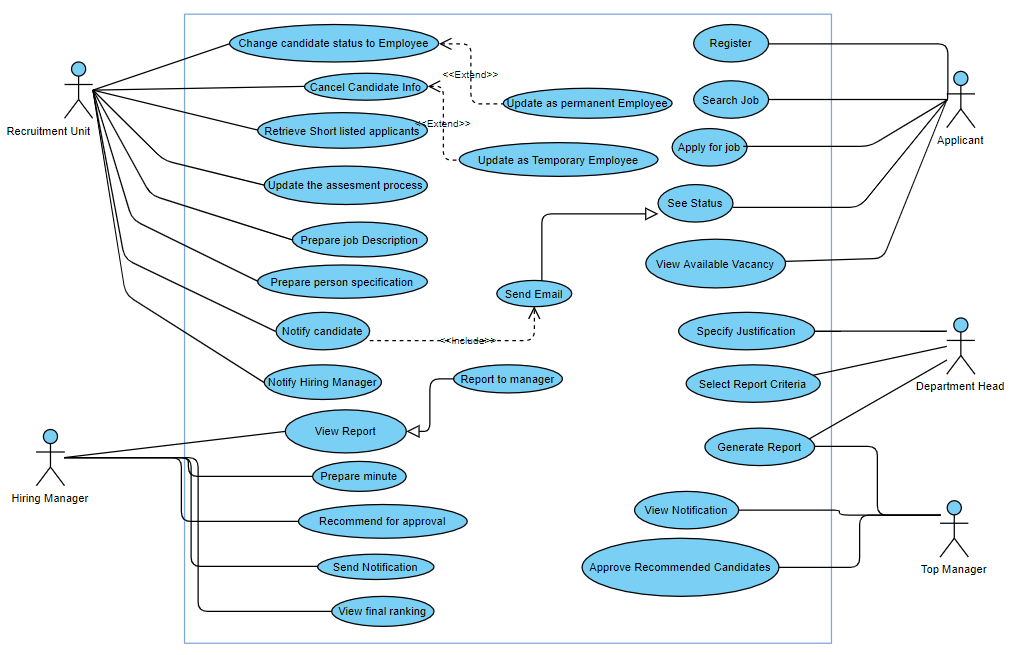 Change candidate status to Employee
Register
<<Extend>>
Cancel Candidate Info
Update as permanent Employee
Search Job
Recruitment Unit
Retrieve Short listed applicants
<<Extend>>
Applicant
Apply for job
Update as Temporary Employee
Update the assesment process
See Status
Prepare job Description
View Available Vacancy
Prepare person specification
Send Email
Notify candidate
<<Include>>
Specify Justification
Notify Hiring Manager
Report to manager
Select Report Criteria
Department Head
View Report
Generate Report
Prepare minute
Hiring Manager
View Notification
Recommend for approval
Send Notification
Approve Recommended Candidates
Top Manager
View final ranking